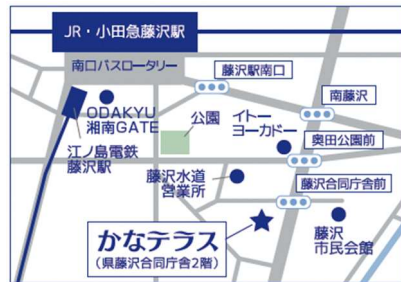 JR・小田急藤沢駅
南口バスロータリー
藤沢駅南口
南藤沢
ODAKYU
湘南GATE
公園
イトー
ヨーカドー
奥田公園前
江ノ島電鉄
藤沢駅
藤沢水道
営業所
藤沢合同庁舎前
かなテラス
(県藤沢合同庁舎2階)
藤沢
市民会館